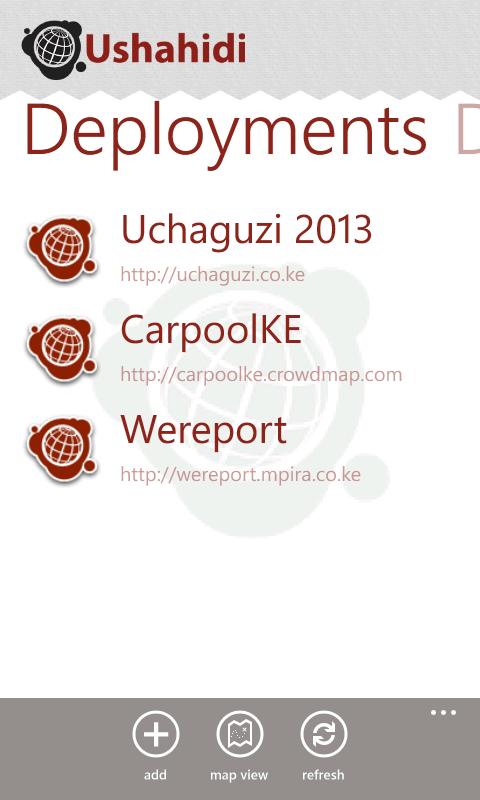 Ushahidi
Deployments D
Uchaguzi 2013
http://uchaguzi.co.ke
CarpoolKE
http://carpoolke.crowdmap.com
Wereport
http://wereport.mpira.co.ke
add map view refresh